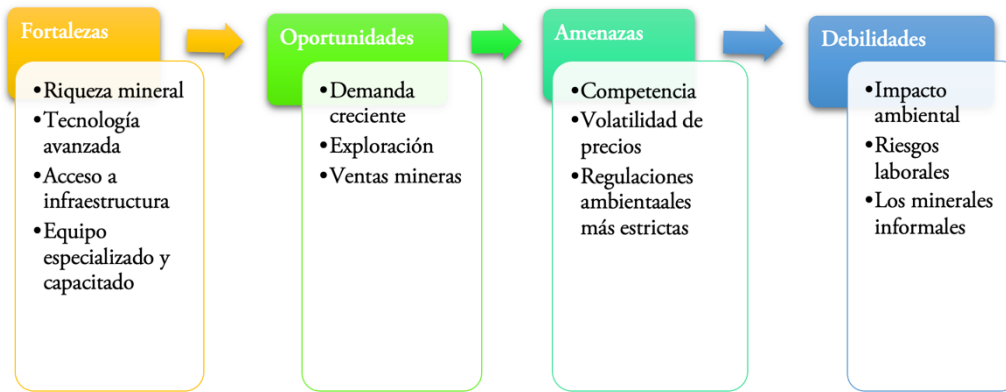 Fortalezas
•Riqueza mineral
•Tecnología
avanzada
•Acceso a
infraestructura
•Equipo
especializado y
capacitado
Oportunidades
•Demanda
creciente
•Exploración
•Ventas mineras
Amenazas
•Competencia
•Volatilidad de
precios
•Regulaciones
ambientaales
más estrictas
Debilidades
•Impacto
ambiental
•Riesgos
laborales
•Los minerales
informales